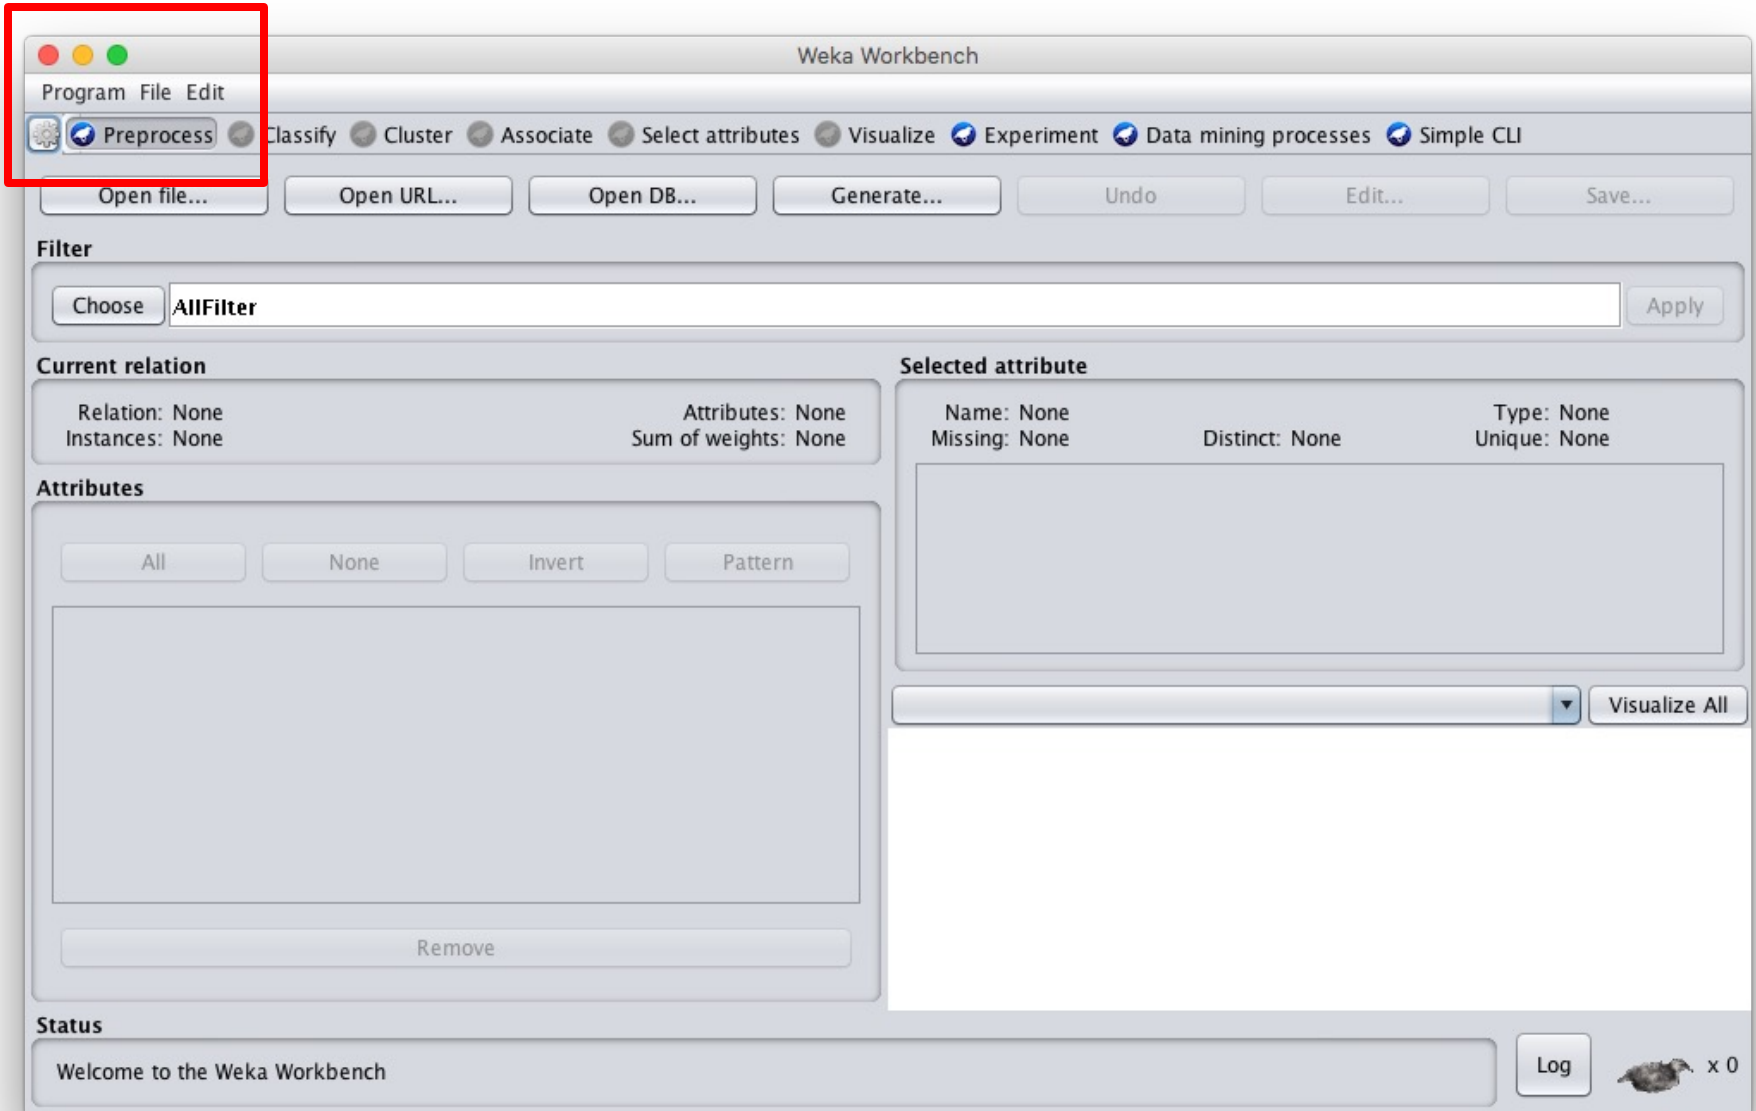 Weka Workbench
Program File Edit
Preprocess Classify Cluster Associate Select attributes Visualize Experiment Data mining processes Simple CLI
Open file... Open URL... Open DB... Generate... Undo Edit... Save...
Filter
Choose AllFilter Apply
Current relation
Relation: None Attributes: None
Instances: None Sum of weights: None
Selected attribute
Name: None Type: None
Missing: None Distinct: None Unique: None
Attributes
All None Invert Pattern
Remove
Visualize All
Status
Welcome to the Weka Workbench
Log x 0